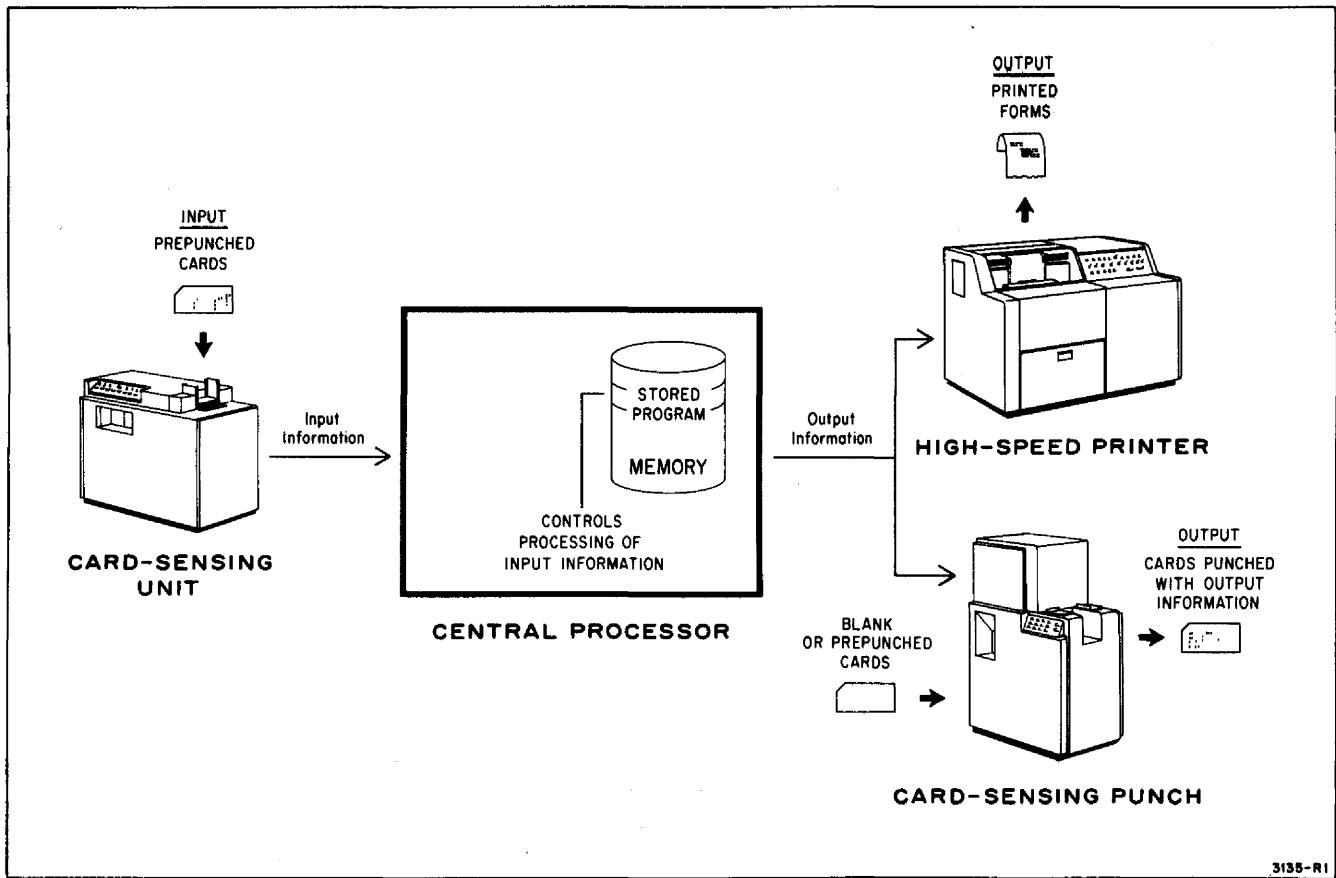 INPUT
PREPUNCHED
CARDS
CARD-SENSING
UNIT
Input
Information
STORED
PROGRAM
MEMORY
CONTROLS
PROCESSING OF
INPUT INFORMATION
CENTRAL PROCESSOR
Output
Information
OUTPUT
PRINTED
FORMS
HIGH-SPEED PRINTER
BLANK
OR PREPUNCHED
CARDS
OUTPUT
CARDS PUNCHED
WITH OUTPUT
INFORMATION
CARD-SENSING PUNCH
3135-R1